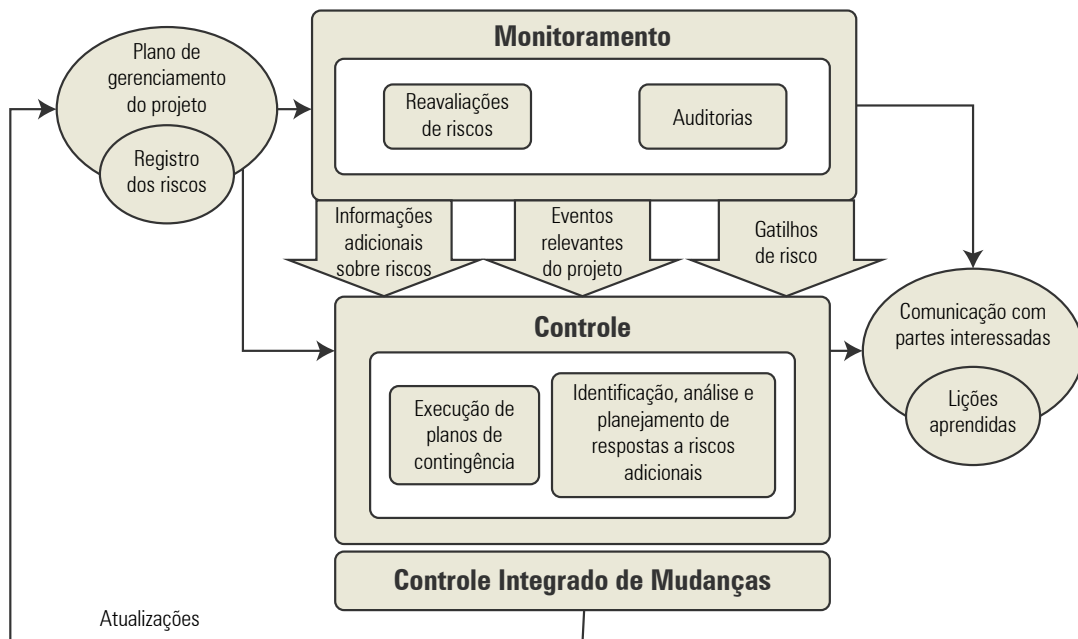 Monitoramento
Plano de
gerenciamento
do projeto
Registro
dos riscos
Reavaliações
de riscos
Auditorias
Informações
adicionais
sobre riscos
Eventos
relevantes
do projeto
Gatilhos
de risco
Controle
Execução de
planos de
contingência
Identificação, análise e
planejamento de
respostas a riscos
adicionais
Comunicação com
partes interessadas
Lições
aprendidas
Controle Integrado de Mudanças
Atualizações